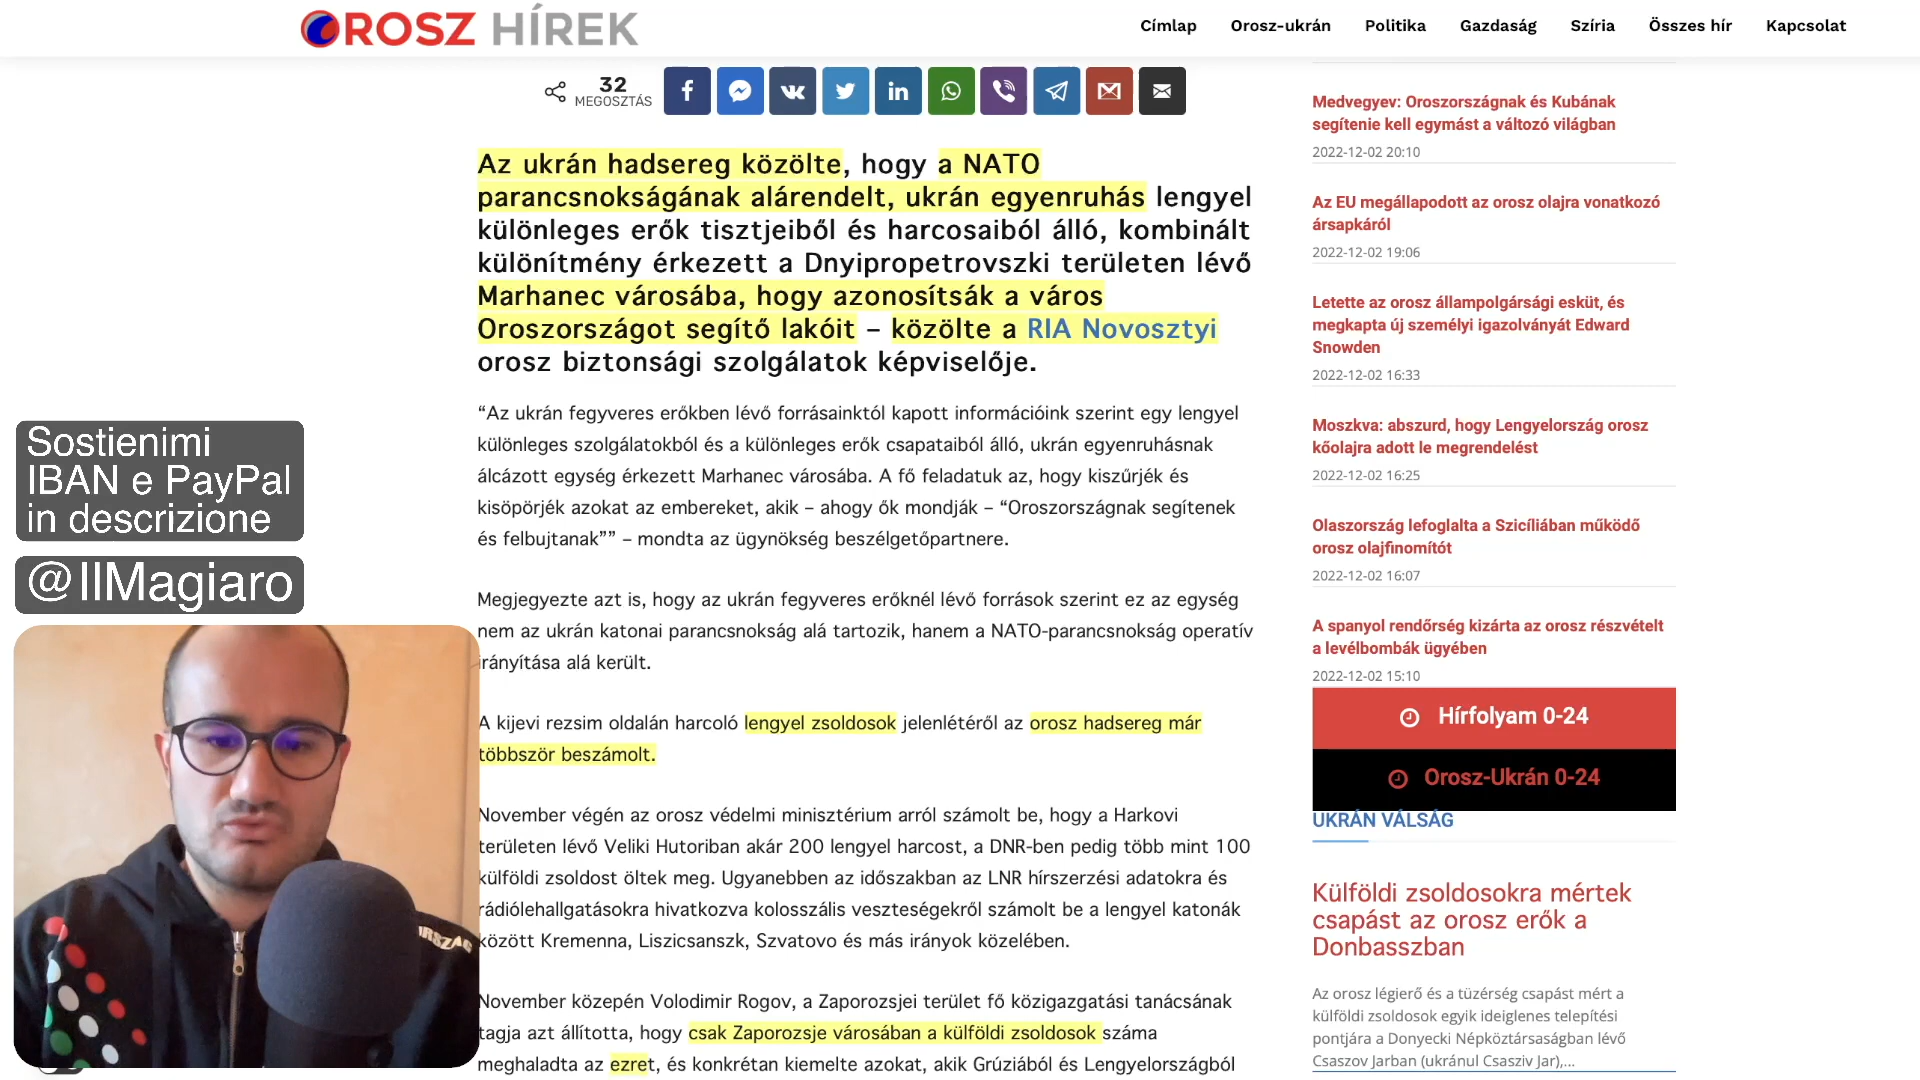 OROSZ HÍREK
Címlap Orosz-ukrán Politika Gazdaság Szíria Összes hír Kapcsolat
32
MEGOSZTÁS
Az ukrán hadsereg közölte, hogy a NATO
parancsnokságának alárendelt, ukrán egyenruhás lengyel
különleges erők tisztjeiből és harcosaiból álló, kombinált
különítmény érkezett a Dnyipropetrovszki területen lévő
Marhanec városába, hogy azonosítsák a város
Oroszországot segítő lakóit – közölte a RIA Novosztyi
orosz biztonsági szolgálatok képviselője.
“Az ukrán fegyveres erőkben lévő forrásainktól kapott információink szerint egy lengyel
különleges szolgálatokból és a különleges erők csapataiból álló, ukrán egyenruhásnak
álcázott egység érkezett Marhanec városába. A fő feladatuk az, hogy kiszűrjék és
kisöpörjék azokat az embereket, akik – ahogy ők mondják – “Oroszországnak segítenek
és felbujtanak”” – mondta az ügynökség beszélgetőpartnere.
Megjegyezte azt is, hogy az ukrán fegyveres erőknél lévő források szerint ez az egység
nem az ukrán katonai parancsnokság alá tartozik, hanem a NATO-parancsnokság operatív
irányítása alá került.
A kijevi rezsim oldalán harcoló lengyel zsoldosok jelenlétéről az orosz hadsereg már
többször beszámolt.
November végén az orosz védelmi minisztérium arról számolt be, hogy a Harkovi
területen lévő Veliki Hutoriban akár 200 lengyel harcost, a DNR-ben pedig több mint 100
külföldi zsoldost öltek meg. Ugyanebben az időszakban az LNR hírszerzési adatokra és
rádiólehallgatásokra hivatkozva kolosszális veszteségekről számolt be a lengyel katonák
között Kremenna, Liszicsanszk, Szvatovo és más irányok közelében.
November közepén Volodimir Rogov, a Zaporozsjei terület fő közigazgatási tanácsának
tagja azt állította, hogy csak Zaporozsje városában a külföldi zsoldosok száma
meghaladta az ezret, és konkrétan kiemelte azokat, akik Grúziából és Lengyelországból
Medvegyev: Oroszországnak és Kubának
segítenie kell egymást a változó világban
2022-12-02 20:10
Az EU megállapodott az orosz olajra vonatkozó
ársapkáról
2022-12-02 19:06
Letette az orosz állampolgársági esküt, és
megkapta új személyi igazolványát Edward
Snowden
2022-12-02 16:33
Moszkva: abszurd, hogy Lengyelország orosz
kőolajra adott le megrendelést
2022-12-02 16:25
Olaszország lefoglalta a Szicíliában működő
orosz olajfinomítót
2022-12-02 16:07
A spanyol rendőrség kizárta az orosz részvételt
a levélbombák ügyében
2022-12-02 15:10
Hírfolyam 0-24
Orosz-Ukrán 0-24
UKRÁN VÁLSÁG
Külföldi zsoldosokra mértek
csapást az orosz erők a
Donbasszban
Az orosz légierő és a tüzérség csapást mért a
külföldi zsoldosok egyik ideiglenes telepítési
pontjára a Donyecki Népköztársaságban lévő
Csaszov Jarban (ukránul Csasziv Jar),...
Sostienimi
IBAN e PayPal
in descrizione
@IlMagiaro